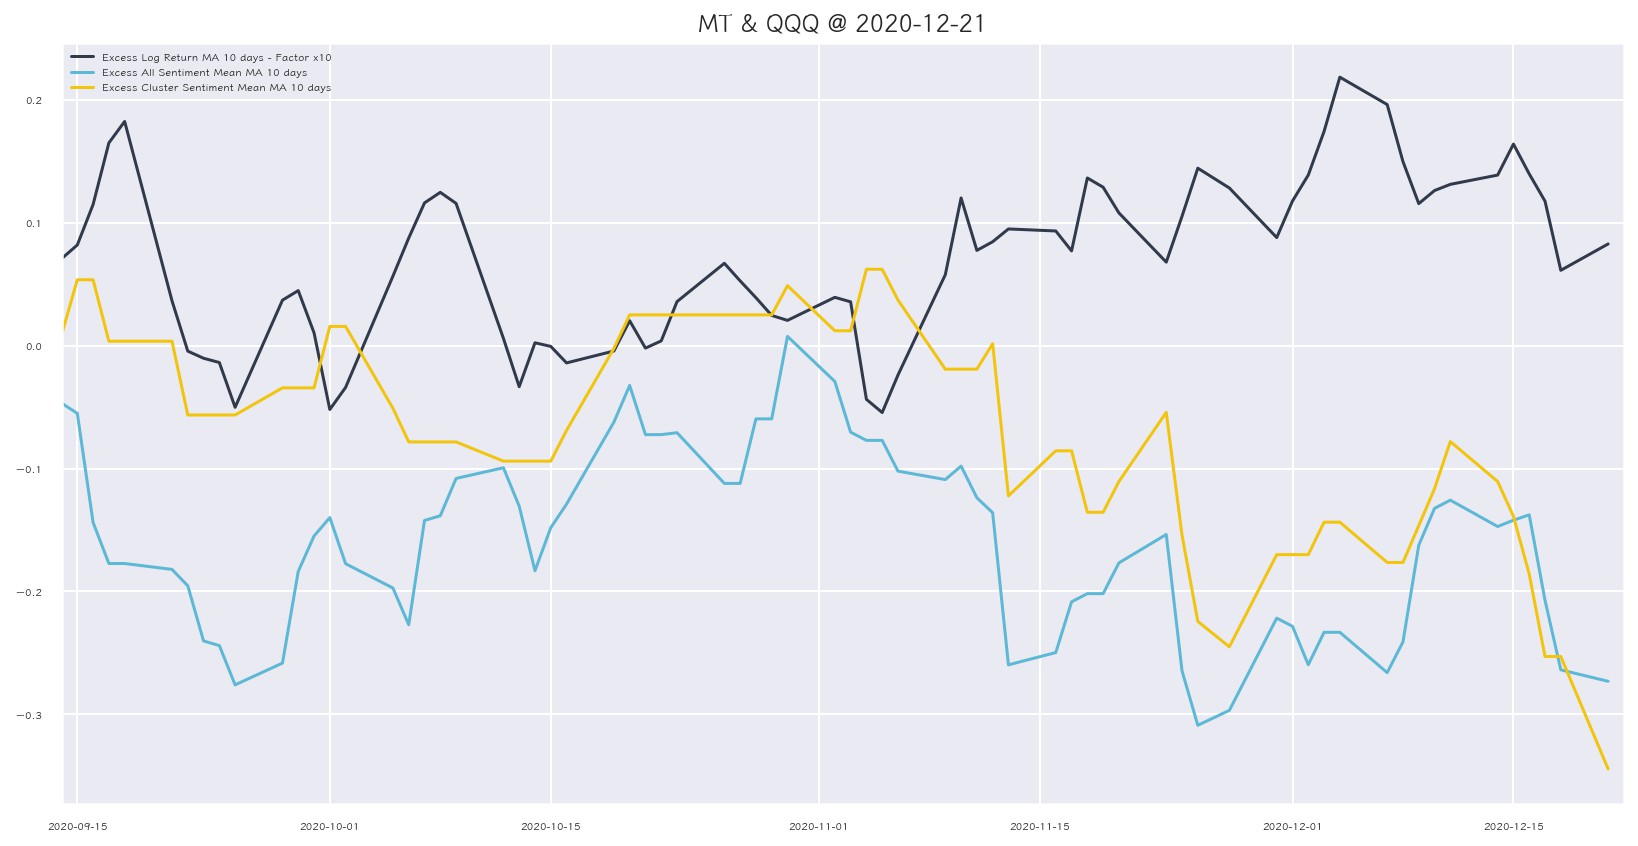 MT & QQQ @ 2020-12-21
Excess Log Return MA 10 days - Factor x10
Excess All Sentiment Mean MA 10 days
Excess Cluster Sentiment Mean MA 10 days
0.2
0.1
0.0
−0.1
−0.2
−0.3
2020-09-15 2020-10-01 2020-10-15 2020-11-01 2020-11-15 2020-12-01 2020-12-15